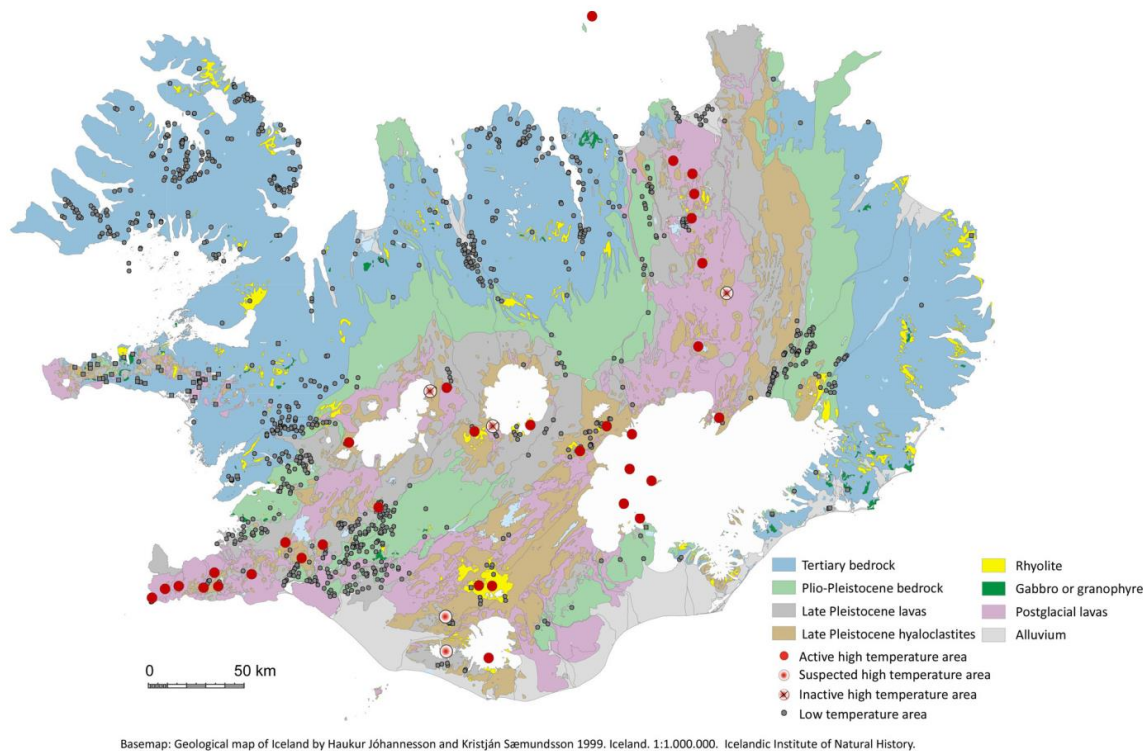 Tertiary bedrock
Plio-Pleistocene bedrock
Late Pleistocene lavas
Late Pleistocene hyaloclastites
Rhyolite
Gabbro or granophyre
Postglacial lavas
Alluvium
Active high temperature area
Suspected high temperature area
Inactive high temperature area
Low temperature area
0 50 km
Basemap: Geological map of Iceland by Haukur Jóhannesson and Kristján Sæmundsson 1999. Iceland. 1:1.000.000. Icelandic Institute of Natural History.